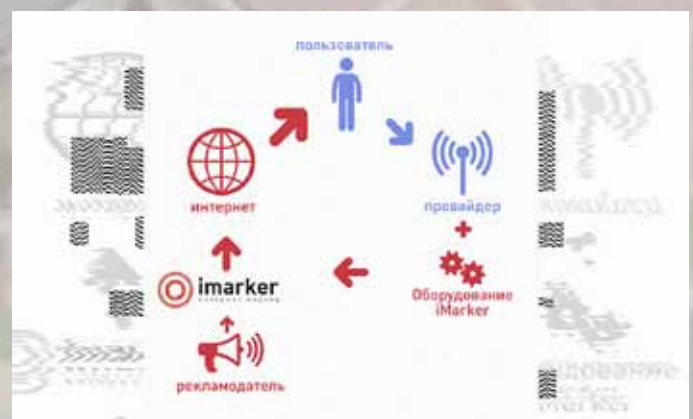 пользователь
интернет
провайдер
imarker
Оборудование
iMarker
рекламодатель